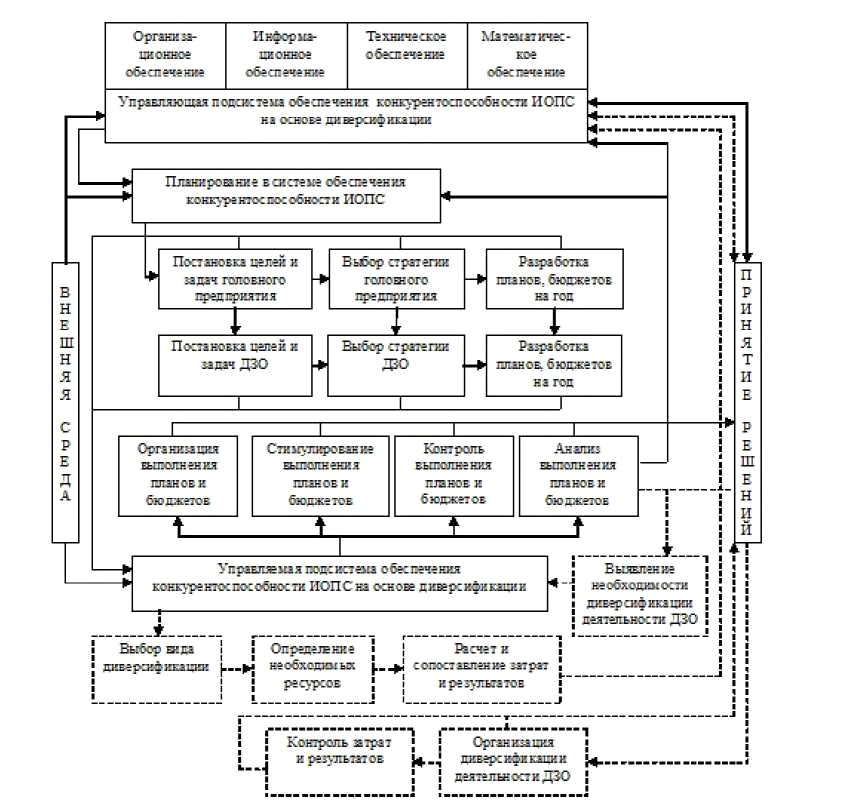 Организа-
ционное
обеспечение
Информа-
ционное
обеспечение
Техническое
обеспечение
Математичес-
кое
обеспечение
Управляющая подсистема обеспечения конкурентоспособности ИОПС
на основе диверсификации
Планирование в системе обеспечения
конкурентоспособности ИОПС
ВНЕШНЯЯ СРЕДА
Постановка целей и
задач головного
предприятия
Выбор стратегии
головного
предприятия
Разработка
планов, бюджетов
на год
ПРИНЯТИЕ РЕШЕНИЙ
Постановка целей и
задач ДЗО
Выбор стратегии
ДЗО
Разработка
планов, бюджетов
на год
Организация
выполнения
планов и
бюджетов
Стимулирование
выполнения
планов и
бюджетов
Контроль
выполнения
планов и
бюджетов
Анализ
выполнения
планов и
бюджетов
Управляемая подсистема обеспечения
конкурентоспособности ИОПС на основе диверсификации
Выявление
необходимости
диверсификации
деятельности ДЗО
Выбор вида
диверсификации
Определение
необходимых
ресурсов
Расчет и
сопоставление затрат
и результатов
Контроль затрат
и результатов
Организация
диверсификации
деятельности ДЗО